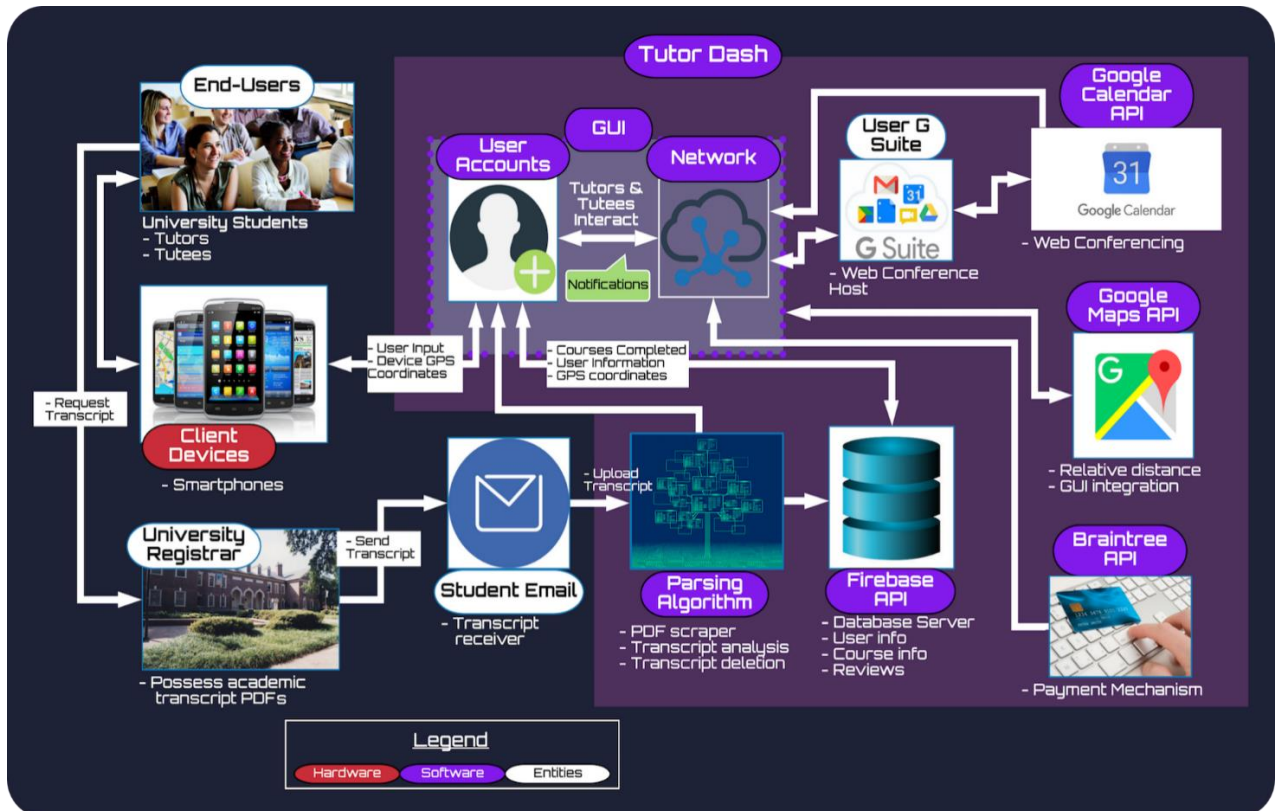 Tutor Dash
End-Users
University Students
- Tutors
- Tutees
GUI
User
Accounts
Network
Tutors &
Tutees
Interact
Notifications
User G
Suite
31
G Suite
- Web Conference
Host
Google
Calendar
API
31
Google Calendar
- Web Conferencing
Google
Maps API
G
- Relative distance
- GUI integration
- User Input
- Device GPS
Coordinates
- Courses Completed
- User Information
- GPS coordinates
- Request
Transcript
Client
Devices
- Smartphones
University
Registrar
- Possess academic
transcript PDFs
- Send
Transcript
Student Email
- Transcript
receiver
- Upload
Transcript
Parsing
Algorithm
- PDF scraper
- Transcript analysis
- Transcript deletion
Firebase
API
- Database Server
- User info
- Course info
- Reviews
Braintree
API
- Payment Mechanism
Legend
Hardware
Software
Entities